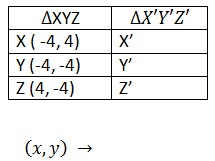 ΔXYZ ΔX′Y′Z′
X ( -4, 4) X′
Y (-4, -4) Y′
Z (4, -4) Z′
(x, y) →